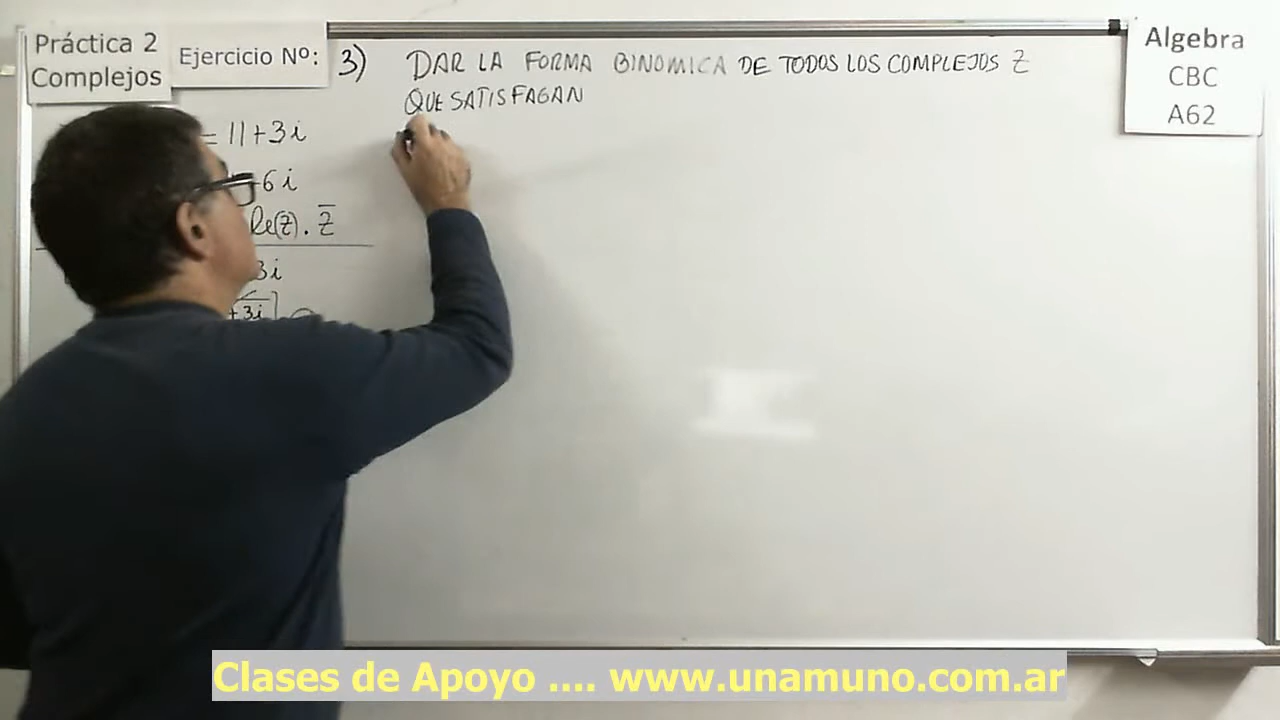 Práctica 2
Complejos
Ejercicio Nº:
3) DAR LA FORMA BINOMICA DE TODOS LOS COMPLEJOS Z
QUE SATISFAGAN
Algebra
CBC
A62
= 11+3i
6i
Re(z). z̅
3i
+3i
Clases de Apoyo .... www.unamuno.com.ar